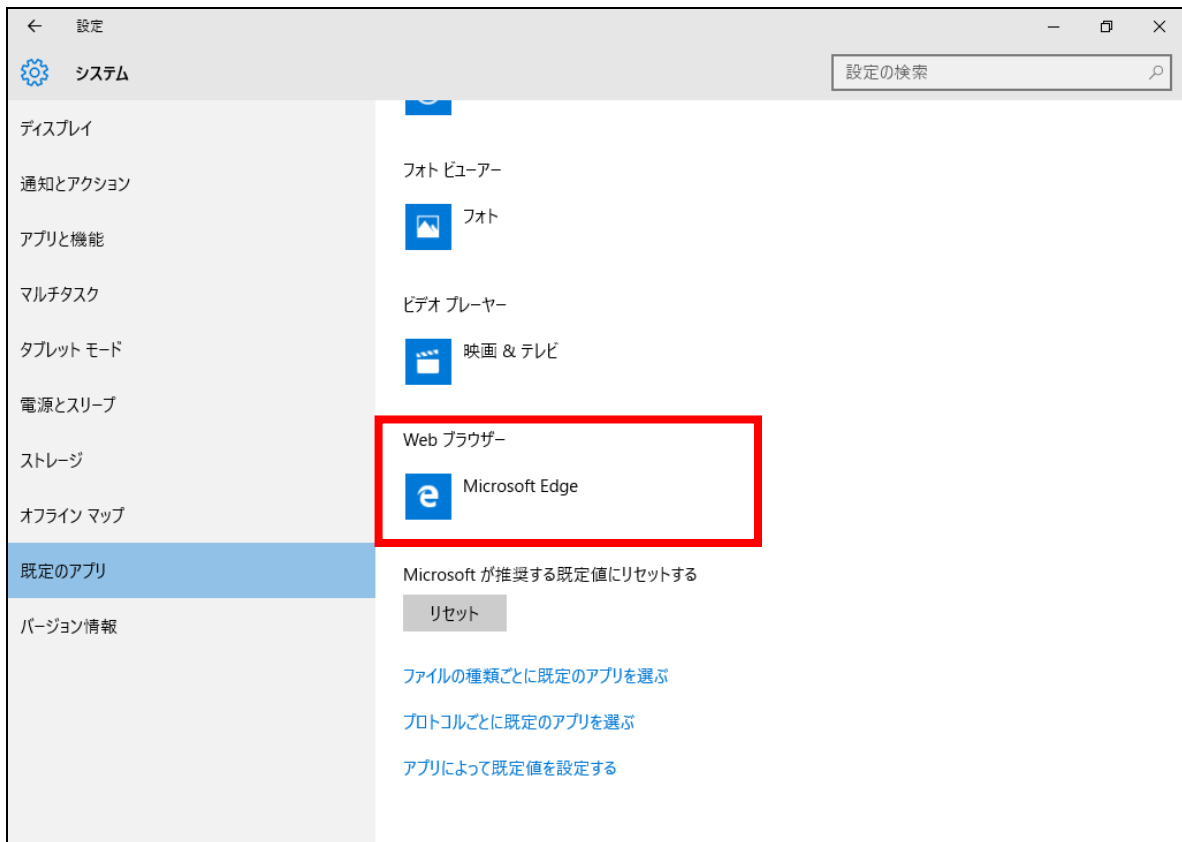 設定
システム
設定の検索
ディスプレイ
通知とアクション
アプリと機能
マルチタスク
タブレット モード
電源とスリープ
ストレージ
オフライン マップ
既定のアプリ
バージョン情報
フォト ビューアー
フォト
ビデオ プレーヤー
映画 & テレビ
Web ブラウザー
Microsoft Edge
Microsoft が推奨する既定値にリセットする
リセット
ファイルの種類ごとに既定のアプリを選ぶ
プロトコルごとに既定のアプリを選ぶ
アプリによって既定値を設定する